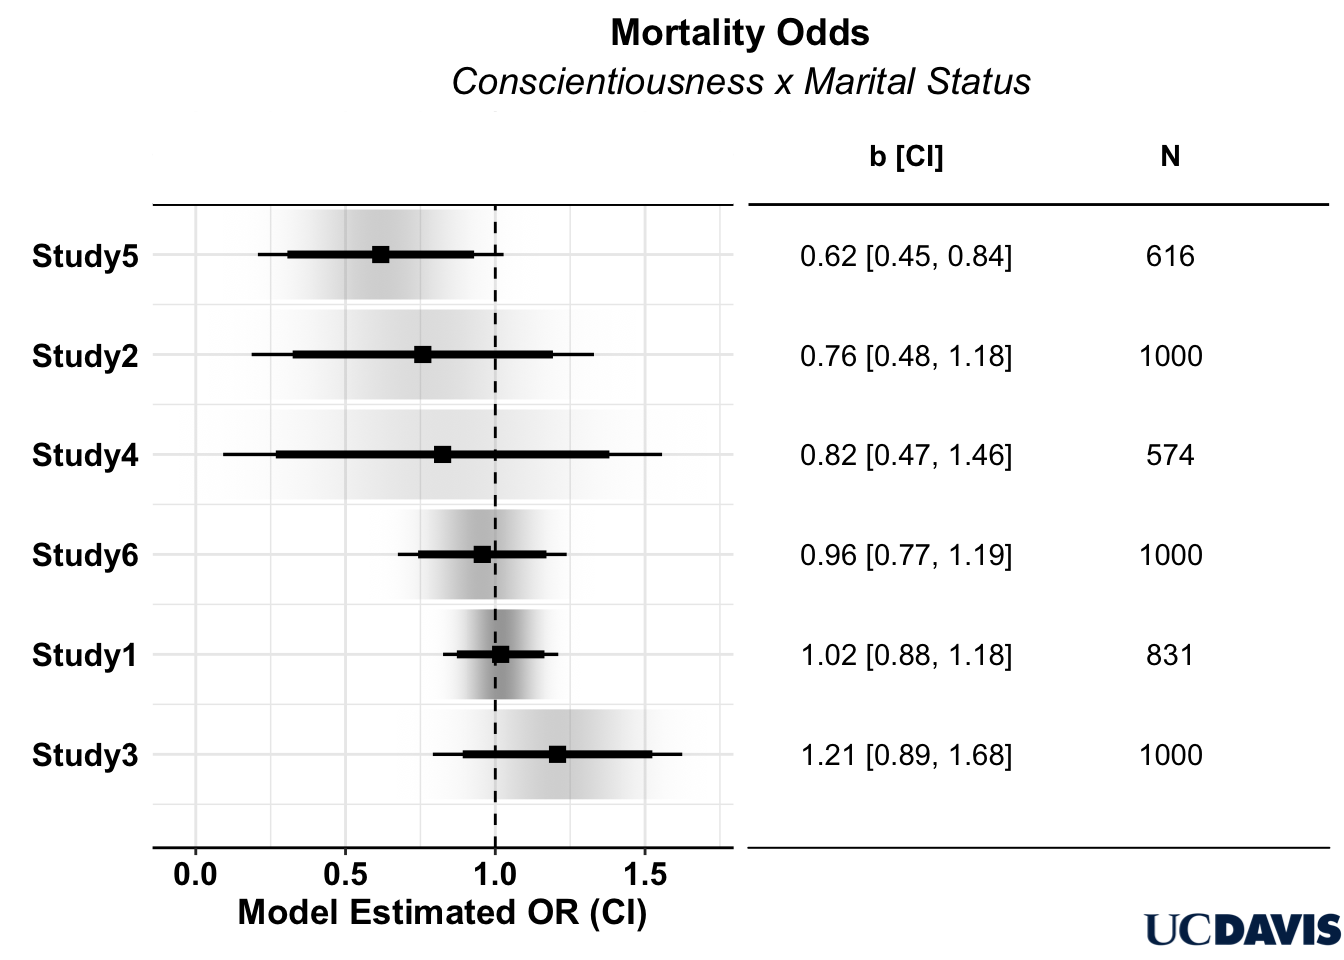 Mortality Odds
Conscientiousness x Marital Status
b [CI] N
Study5 0.62 [0.45, 0.84] 616
Study2 0.76 [0.48, 1.18] 1000
Study4 0.82 [0.47, 1.46] 574
Study6 0.96 [0.77, 1.19] 1000
Study1 1.02 [0.88, 1.18] 831
Study3 1.21 [0.89, 1.68] 1000
0.0 0.5 1.0 1.5
Model Estimated OR (CI)
UCDAVIS